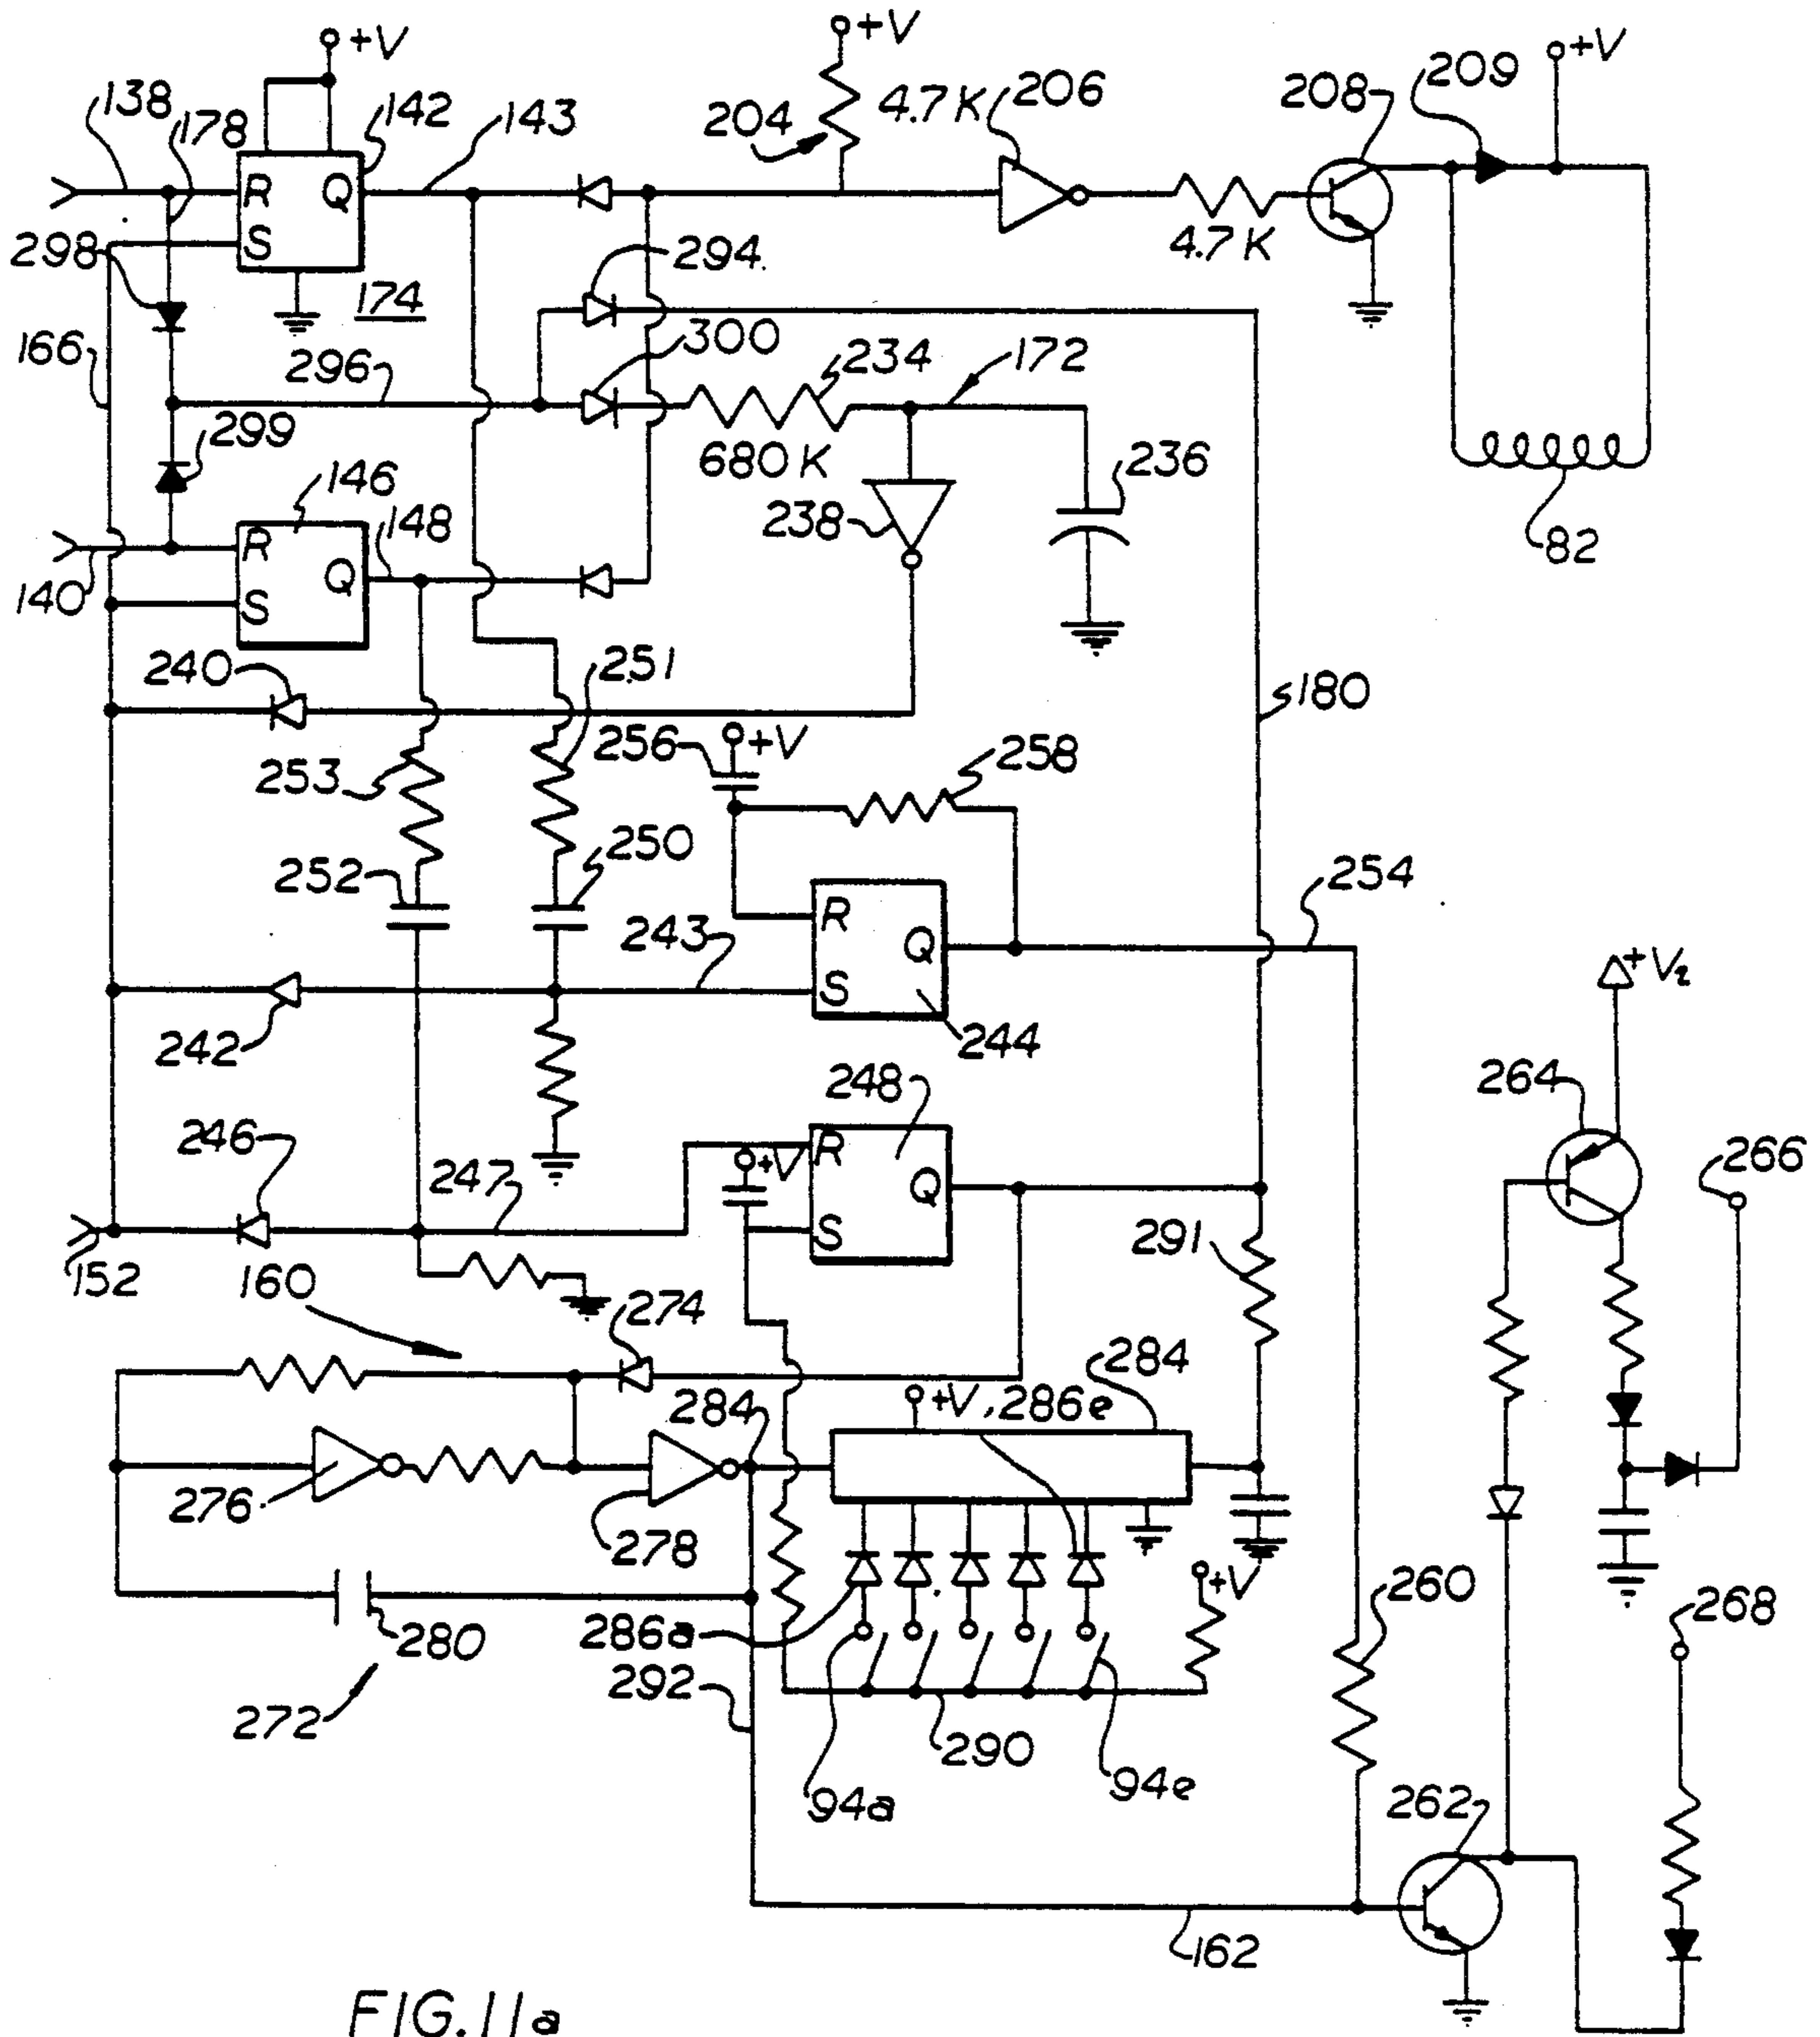 +V
+V
+V
138
178
142
143
204
4.7 K
206
208
209
R
Q
S
298
174
294
4.7 K
166
296
300
234
172
299
680 K
236
146
148
238
82
140
R
Q
S
240
251
180
253
256
+V
258
252
250
254
243
R
Q
S
242
244
+V2
264
248
246
266
247
+V
R
Q
S
291
152
160
274
284
284
+V
286e
276
278
+V
260
280
286a
268
292
272
290
94a
94e
262
162
FIG. 11a